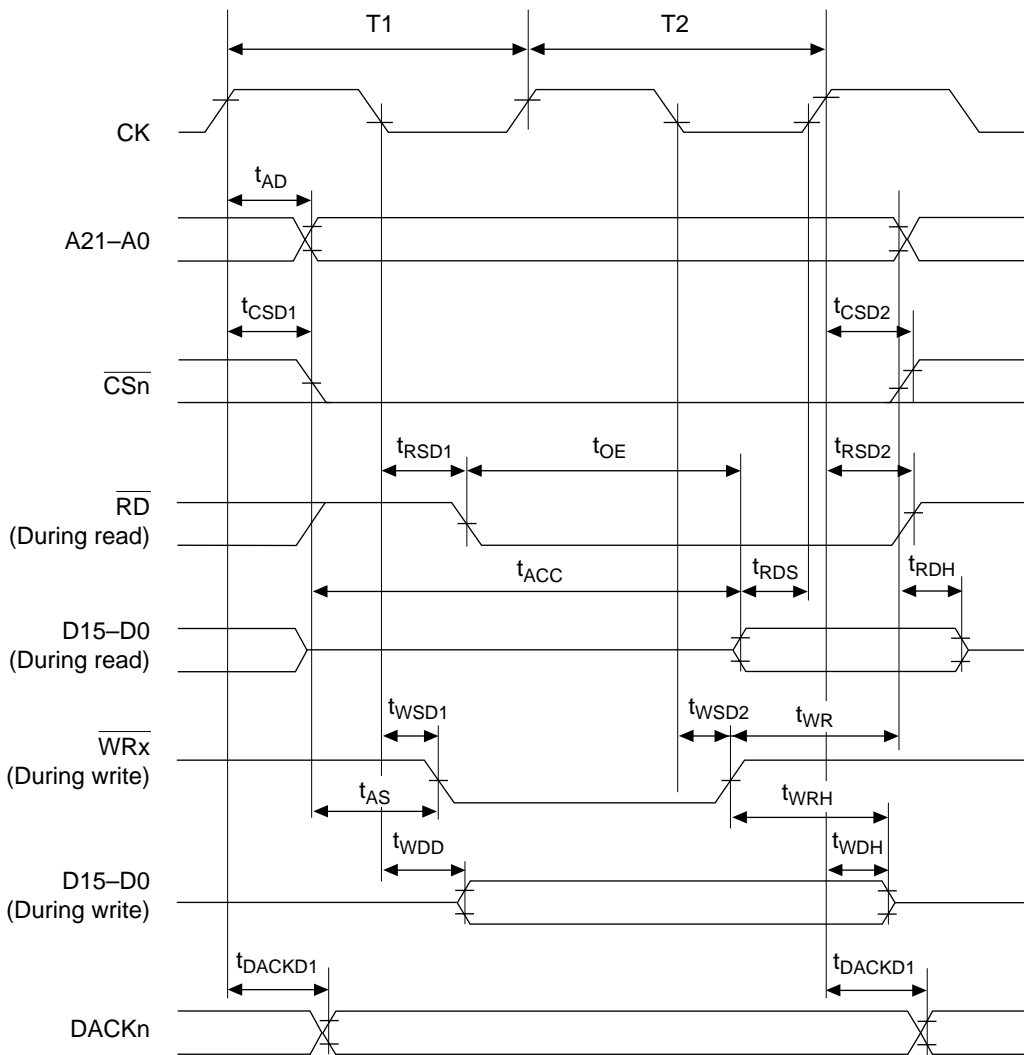 T1 T2
CK
tAD
A21–A0
tCSD1 tCSD2
CSn
tRSD1 tOE tRSD2
RD
(During read)
tACC tRDS tRDH
D15–D0
(During read)
tWSD1 tWSD2 tWR
WRx
(During write)
tAS tWRH
tWDD tWDH
D15–D0
(During write)
tDACKD1 tDACKD1
DACKn